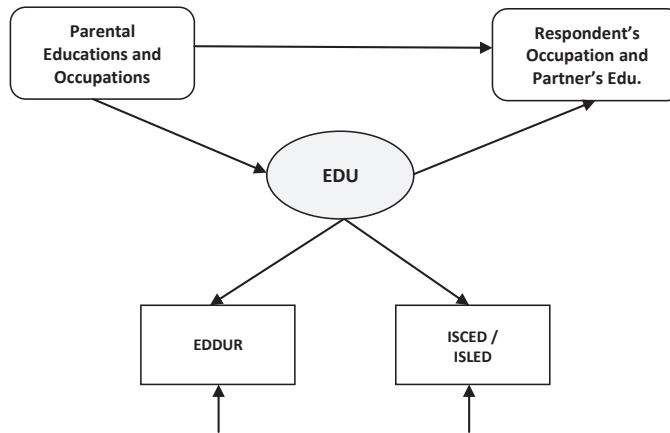 Parental
Educations and
Occupations
Respondent’s
Occupation and
Partner’s Edu.
EDU
EDDUR
ISCED /
ISLED